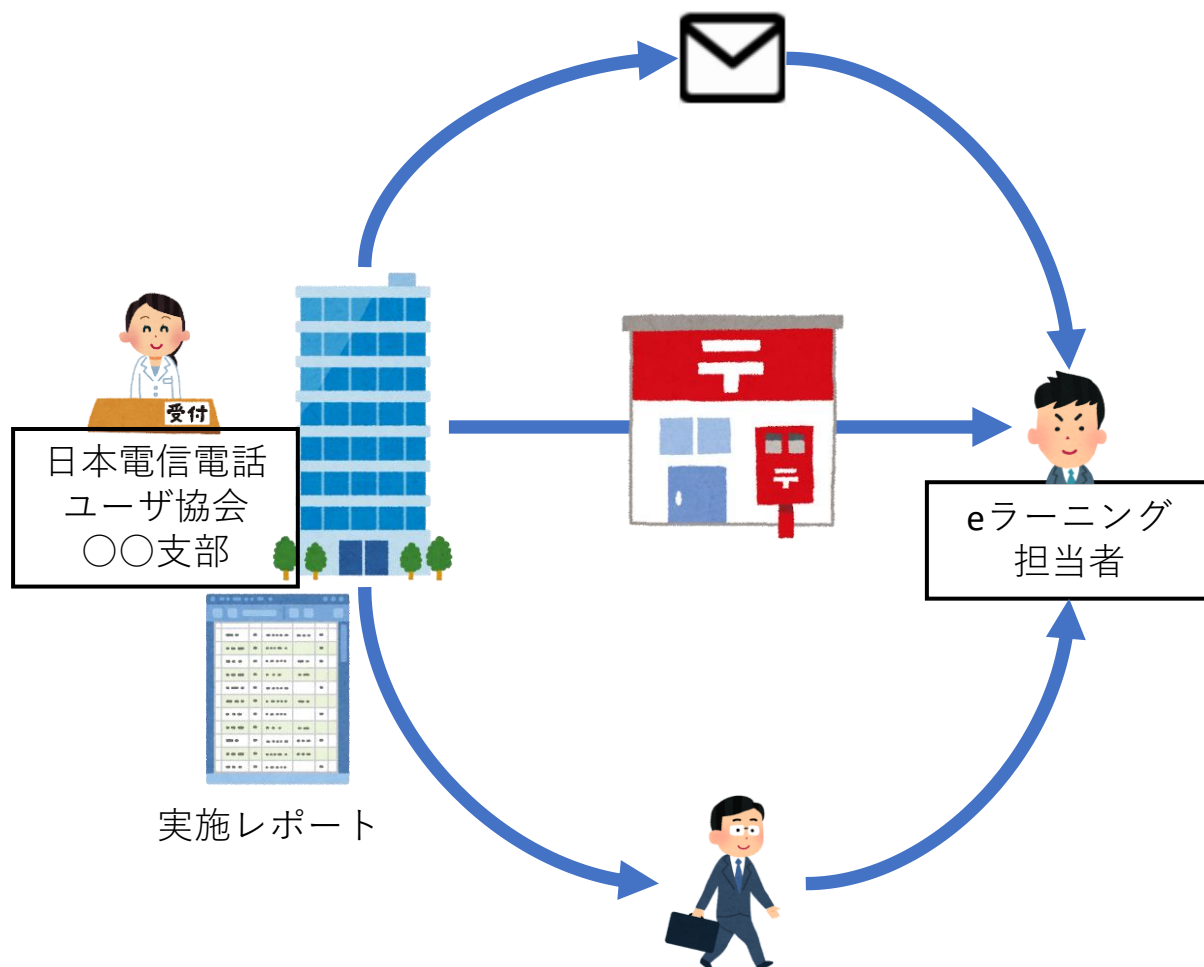 受付
日本電信電話
ユーザ協会
○○支部
実施レポート
eラーニング
担当者